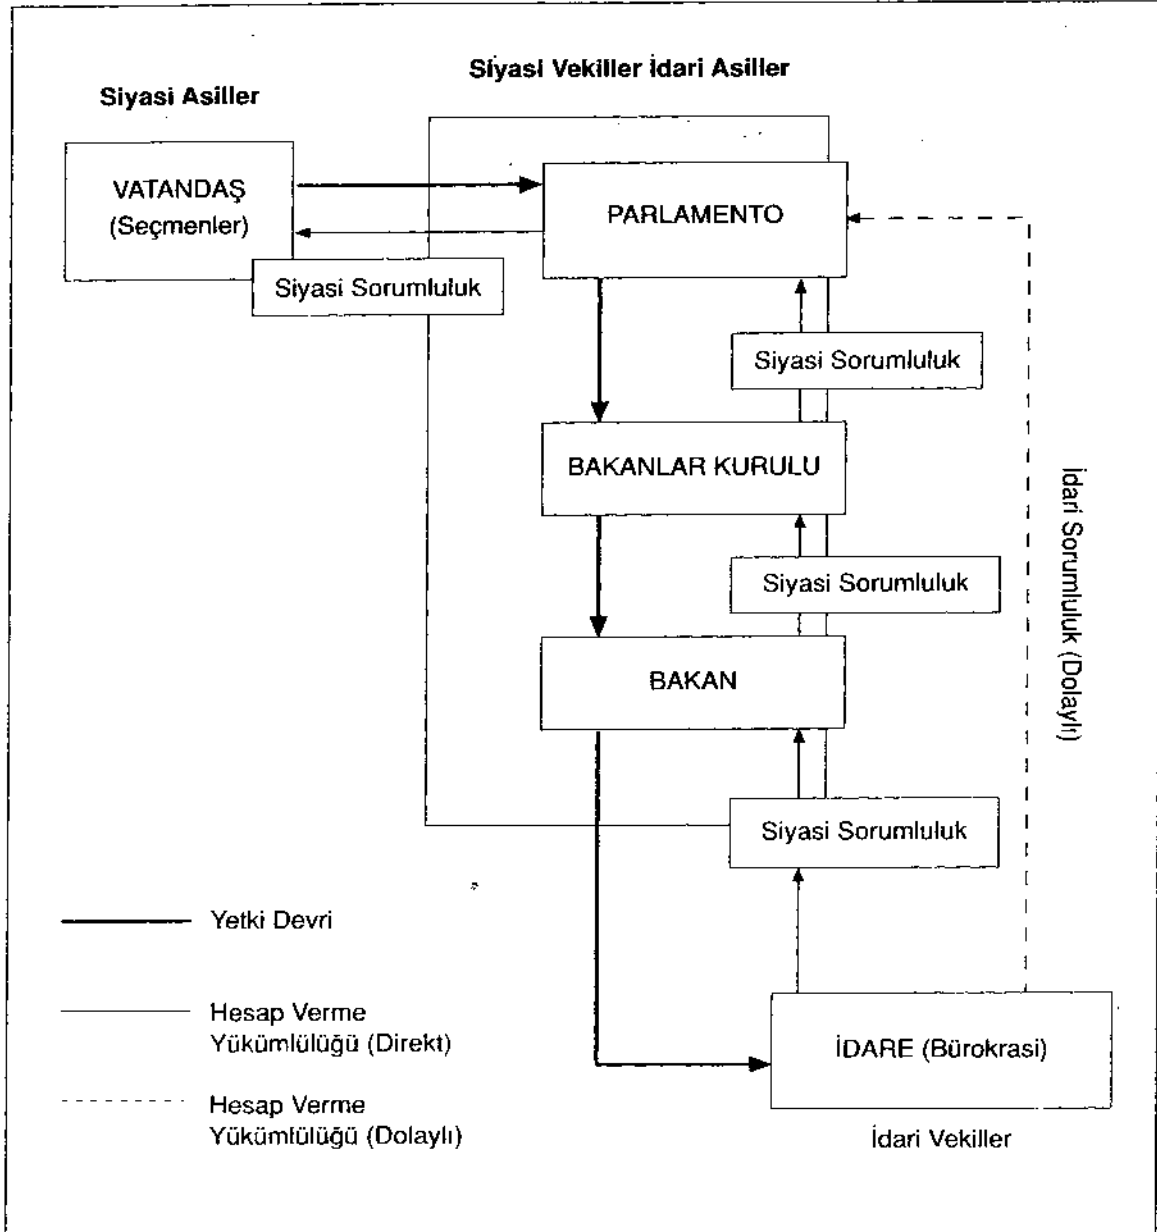 Siyasi Asiller
Siyasi Vekiller İdari Asiller
VATANDAŞ
(Seçmenler)
PARLAMENTO
Siyasi Sorumluluk
Siyasi Sorumluluk
BAKANLAR KURULU
Siyasi Sorumluluk
BAKAN
Siyasi Sorumluluk
İdari Sorumluluk (Dolaylı)
Yetki Devri
Hesap Verme
Yükümlülüğü (Direkt)
Hesap Verme
Yükümlülüğü (Dolaylı)
İDARE (Bürokrasi)
İdari Vekiller